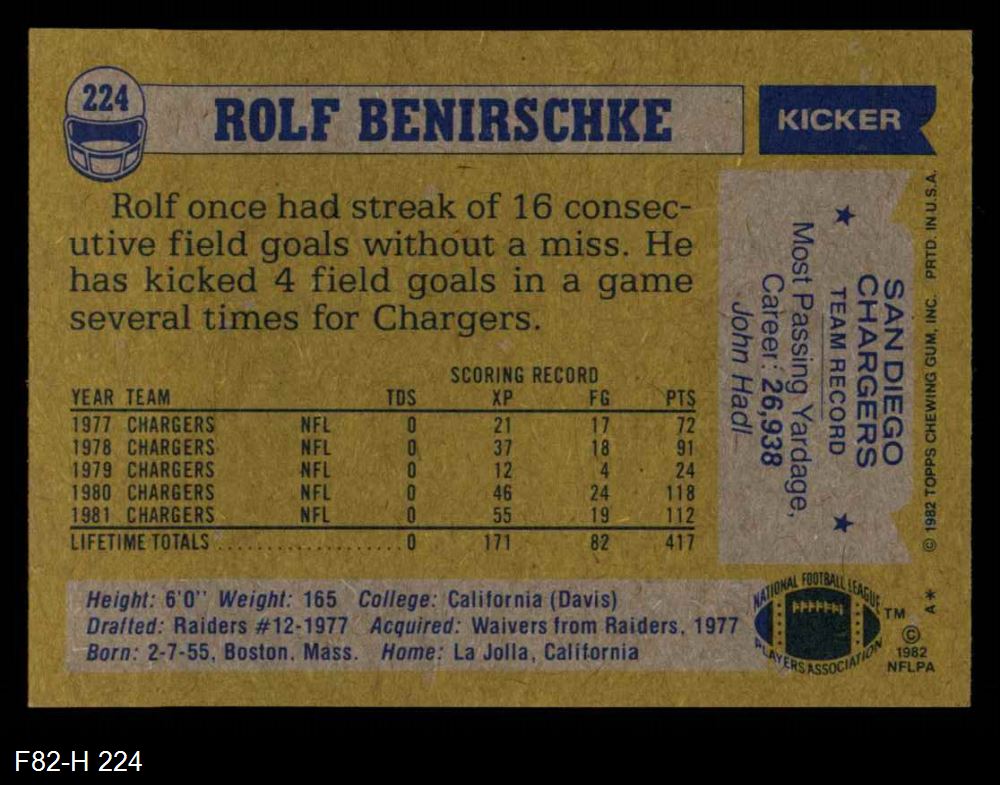 224
ROLF BENIRSCHKE
KICKER
Rolf once had streak of 16 consec-
utive field goals without a miss. He
has kicked 4 field goals in a game
several times for Chargers.
SCORING RECORD
YEAR TEAM TDS XP FG PTS
1977 CHARGERS NFL 0 21 17 72
1978 CHARGERS NFL 0 37 18 91
1979 CHARGERS NFL 0 12 4 24
1980 CHARGERS NFL 0 46 24 118
1981 CHARGERS NFL 0 55 19 112
LIFETIME TOTALS ....................0 171 82 417
Height: 6'0" Weight: 165 College: California (Davis)
Drafted: Raiders #12-1977 Acquired: Waivers from Raiders, 1977
Born: 2-7-55, Boston, Mass. Home: La Jolla, California
SAN DIEGO
CHARGERS
★ TEAM RECORD ★
Most Passing Yardage,
Career: 26,938
John Hadl
© 1982 TOPPS CHEWING GUM, INC. PRTD. IN U.S.A.
NATIONAL FOOTBALL LEAGUE
PLAYERS ASSOCIATION
TM
A*
©
1982
NFLPA
F82-H 224